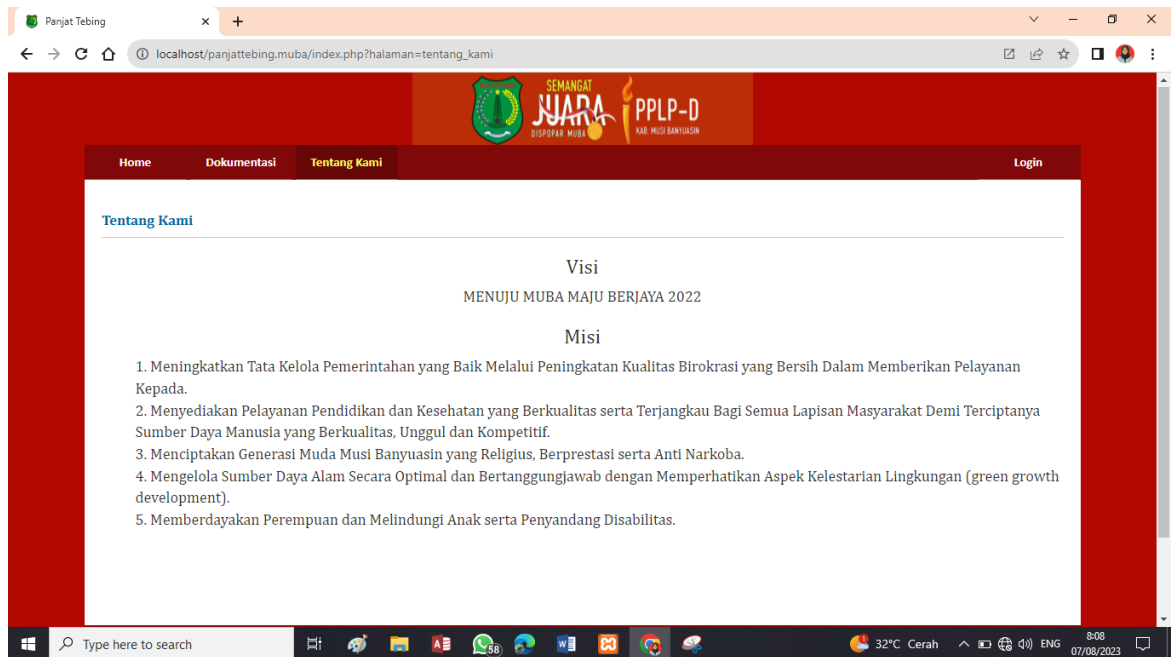 Panjat Tebing
localhost/panjattebing.muba/index.php?halaman=tentang_kami
SEMANGAT
JUARA
DISPOPAR MUBA
PPLP-D
KAB. MUSI BANYUASIN
Home Dokumentasi Tentang Kami Login
Tentang Kami
Visi
MENUJU MUBA MAJU BERJAYA 2022
Misi
1. Meningkatkan Tata Kelola Pemerintahan yang Baik Melalui Peningkatan Kualitas Birokrasi yang Bersih Dalam Memberikan Pelayanan
Kepada.
2. Menyediakan Pelayanan Pendidikan dan Kesehatan yang Berkualitas serta Terjangkau Bagi Semua Lapisan Masyarakat Demi Terciptanya
Sumber Daya Manusia yang Berkualitas, Unggul dan Kompetitif.
3. Menciptakan Generasi Muda Musi Banyuasin yang Religius, Berprestasi serta Anti Narkoba.
4. Mengelola Sumber Daya Alam Secara Optimal dan Bertanggungjawab dengan Memperhatikan Aspek Kelestarian Lingkungan (green growth
development).
5. Memberdayakan Perempuan dan Melindungi Anak serta Penyandang Disabilitas.
Type here to search
58
32°C Cerah
ENG
8:08
07/08/2023